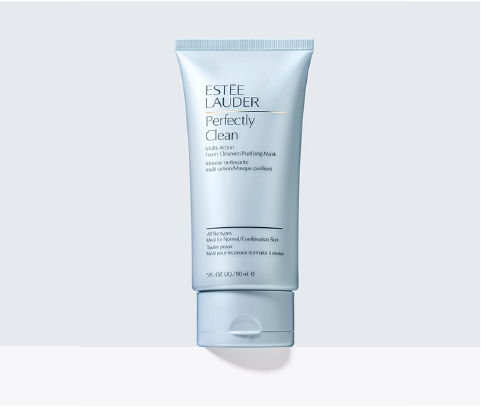 ESTĒE
LAUDER
Perfectly
Clean
Multi-Action
Foam Cleanser/Purifying Mask
Mousse nettoyante
multi-action/Masque purifiant
All Skintypes
Ideal for Normal/Combination Skin
Toutes peaux
Idéal pour les peaux normales à mixtes
5 FL.OZ.LIQ./150 ml ℮